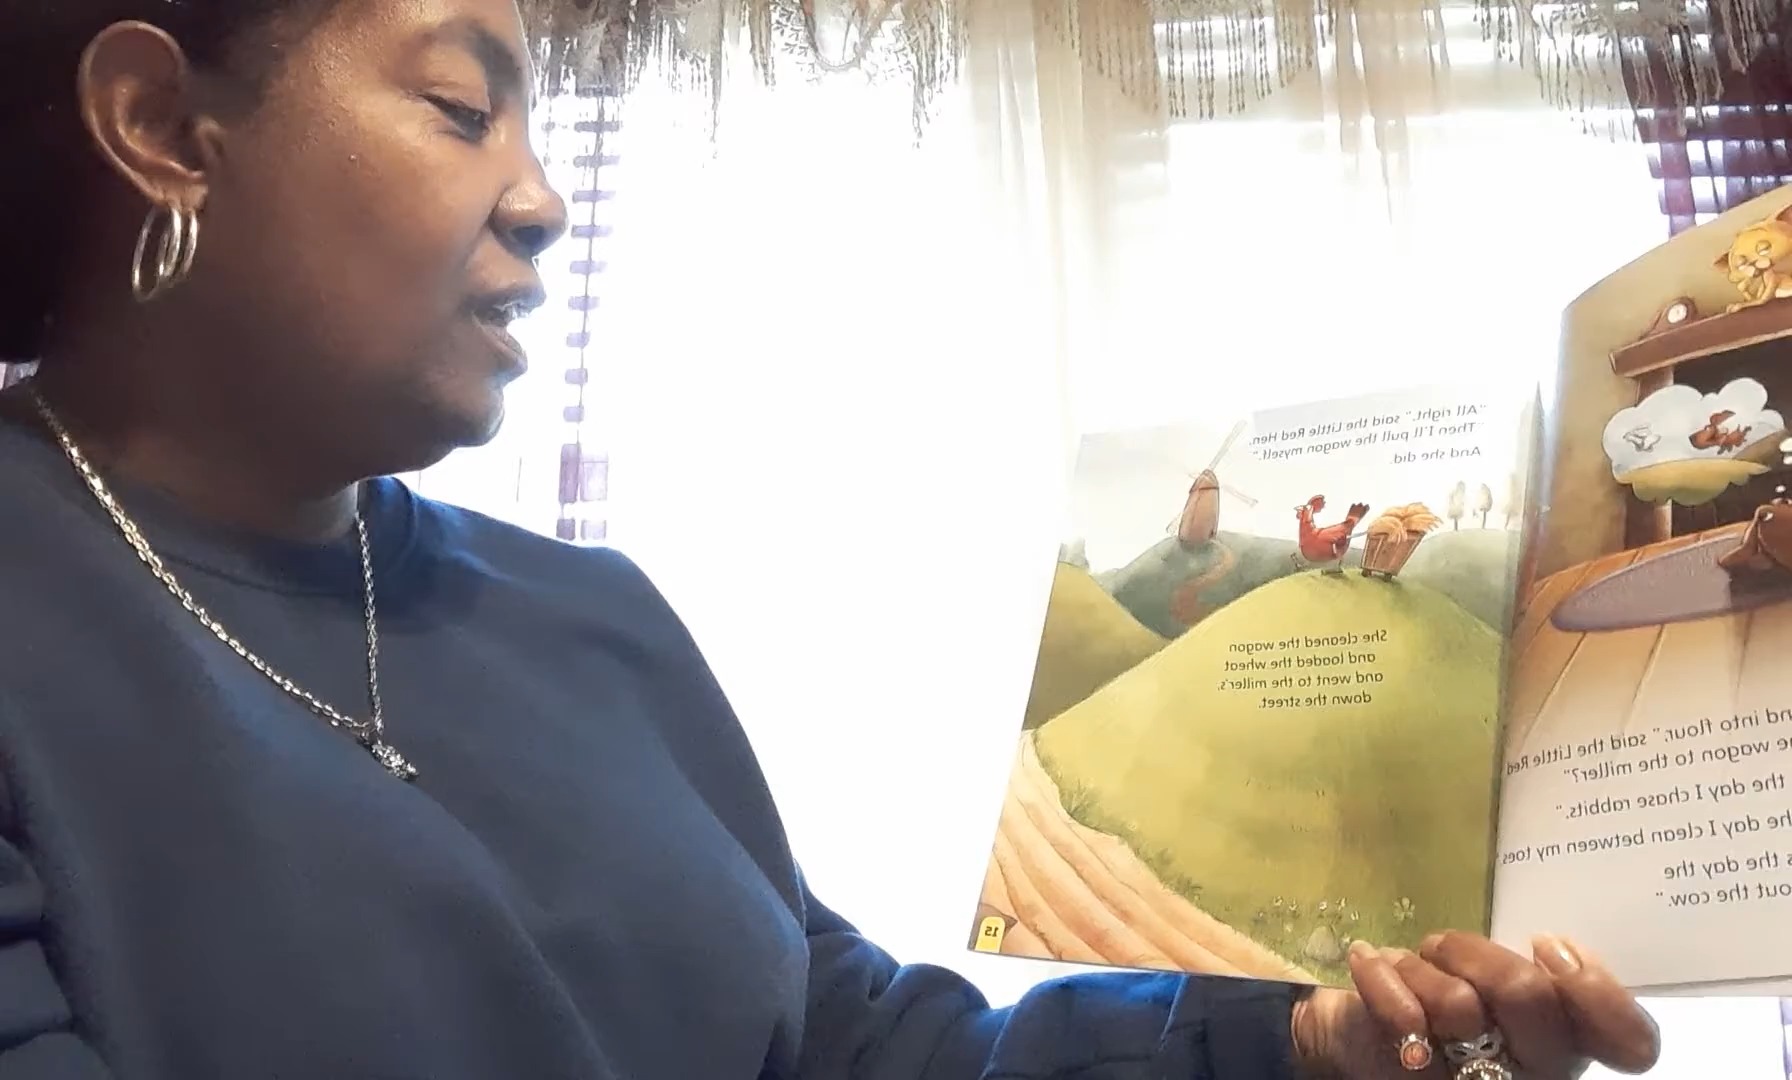 into flour," said the Little Red
wagon to the miller?"
the day I chase rabbits."
day I clean between my toes
the day the
out the cow."
"All right," said the Little Red Hen.
"Then I'll pull the wagon myself."
And she did.
She cleaned the wagon
and loaded the wheat
and went to the miller's,
down the street.
15